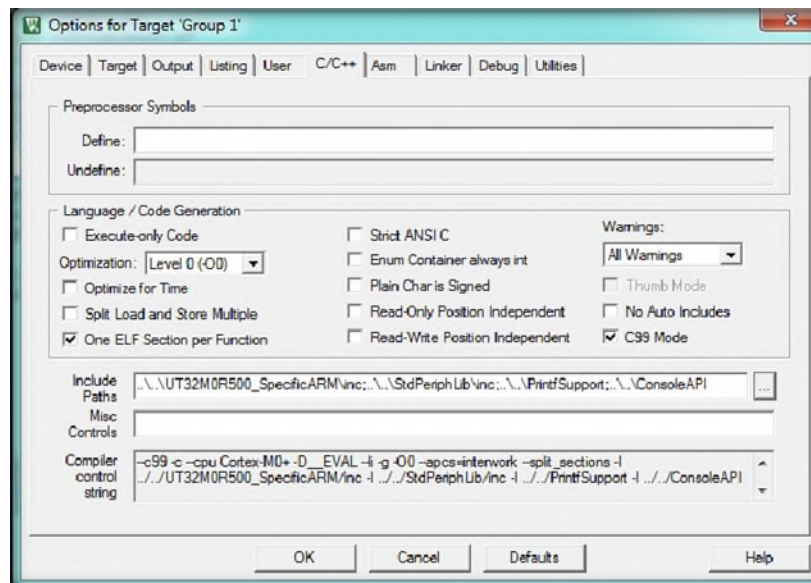 Options for Target 'Group 1'
Device Target Output Listing User C/C++ Asm Linker Debug Utilities
Preprocessor Symbols
Define:
Undefine:
Language / Code Generation
Execute-only Code
Strict ANSI C
Warnings:
Optimization: Level 0 (-O0)
Enum Container always int
All Warnings
Optimize for Time
Plain Char is Signed
Thumb Mode
Split Load and Store Multiple
Read-Only Position Independent
No Auto Includes
One ELF Section per Function
Read-Write Position Independent
C99 Mode
Include Paths
..\..\UT32M0R500_SpecificARM\inc;..\..\StdPeriphLib\inc;..\..\PrintfSupport;..\..\ConsoleAPI
...
Misc Controls
Compiler control string
--c99 -c --cpu Cortex-M0+ -D__EVAL --li -g -O0 --apcs=interwork --split_sections -I
../../UT32M0R500_SpecificARM/inc -I ../../StdPeriphLib/inc -I ../../PrintfSupport -I ../../ConsoleAPI
OK Cancel Defaults Help